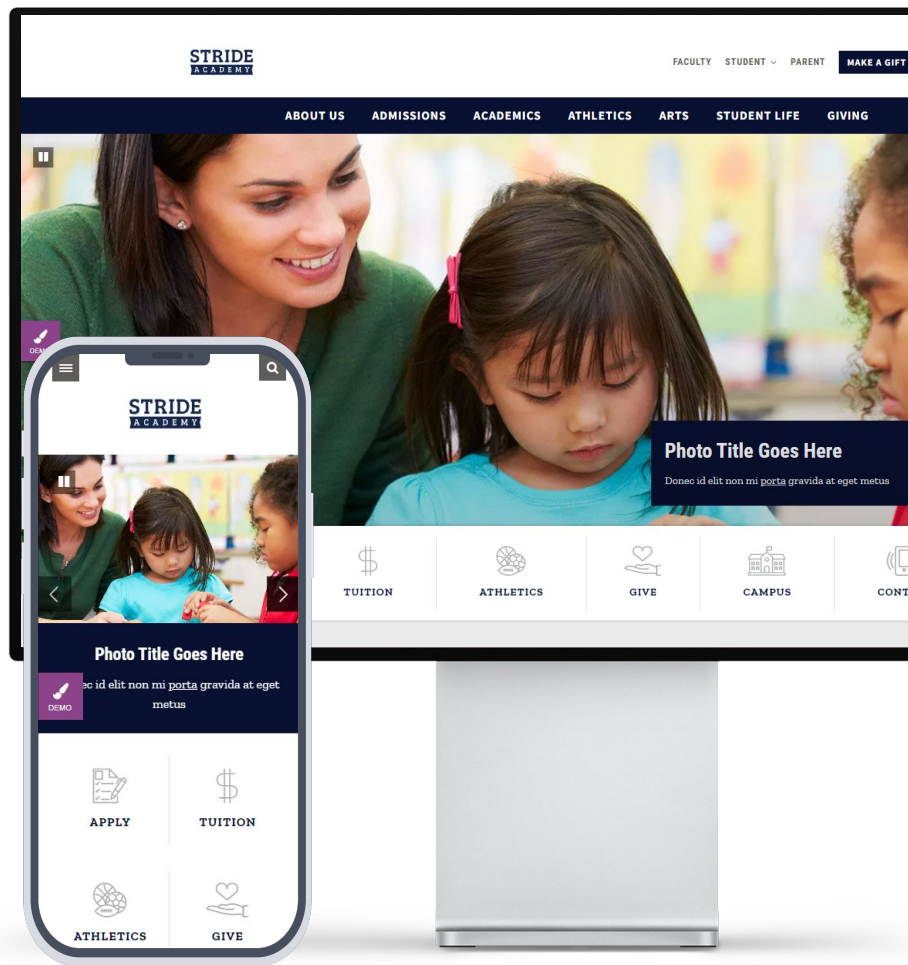 STRIDE
ACADEMY
FACULTY STUDENT PARENT MAKE A GIFT
ABOUT US ADMISSIONS ACADEMICS ATHLETICS ARTS STUDENT LIFE GIVING
Photo Title Goes Here
Donec id elit non mi porta gravida at eget metus
TUITION ATHLETICS GIVE CAMPUS CONT
STRIDE
ACADEMY
Photo Title Goes Here
ec id elit non mi porta gravida at eget
metus
DEMO
APPLY TUITION
ATHLETICS GIVE